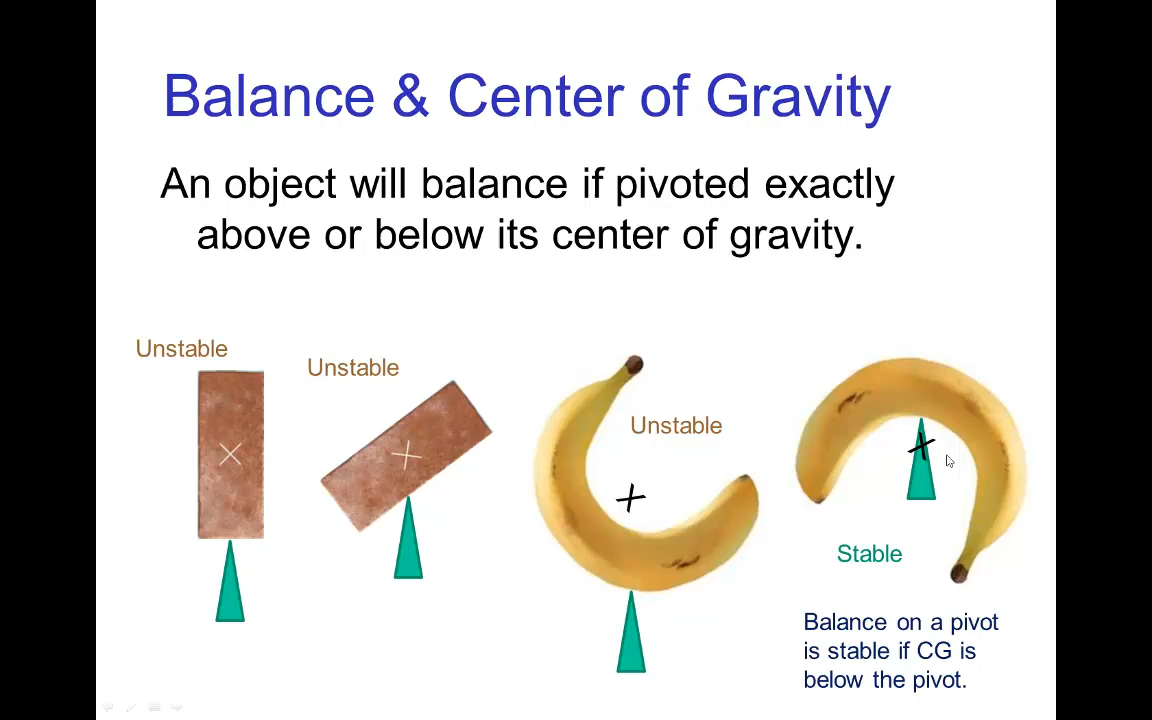 Balance & Center of Gravity
An object will balance if pivoted exactly
above or below its center of gravity.
Unstable
Unstable
Unstable
Stable
Balance on a pivot
is stable if CG is
below the pivot.